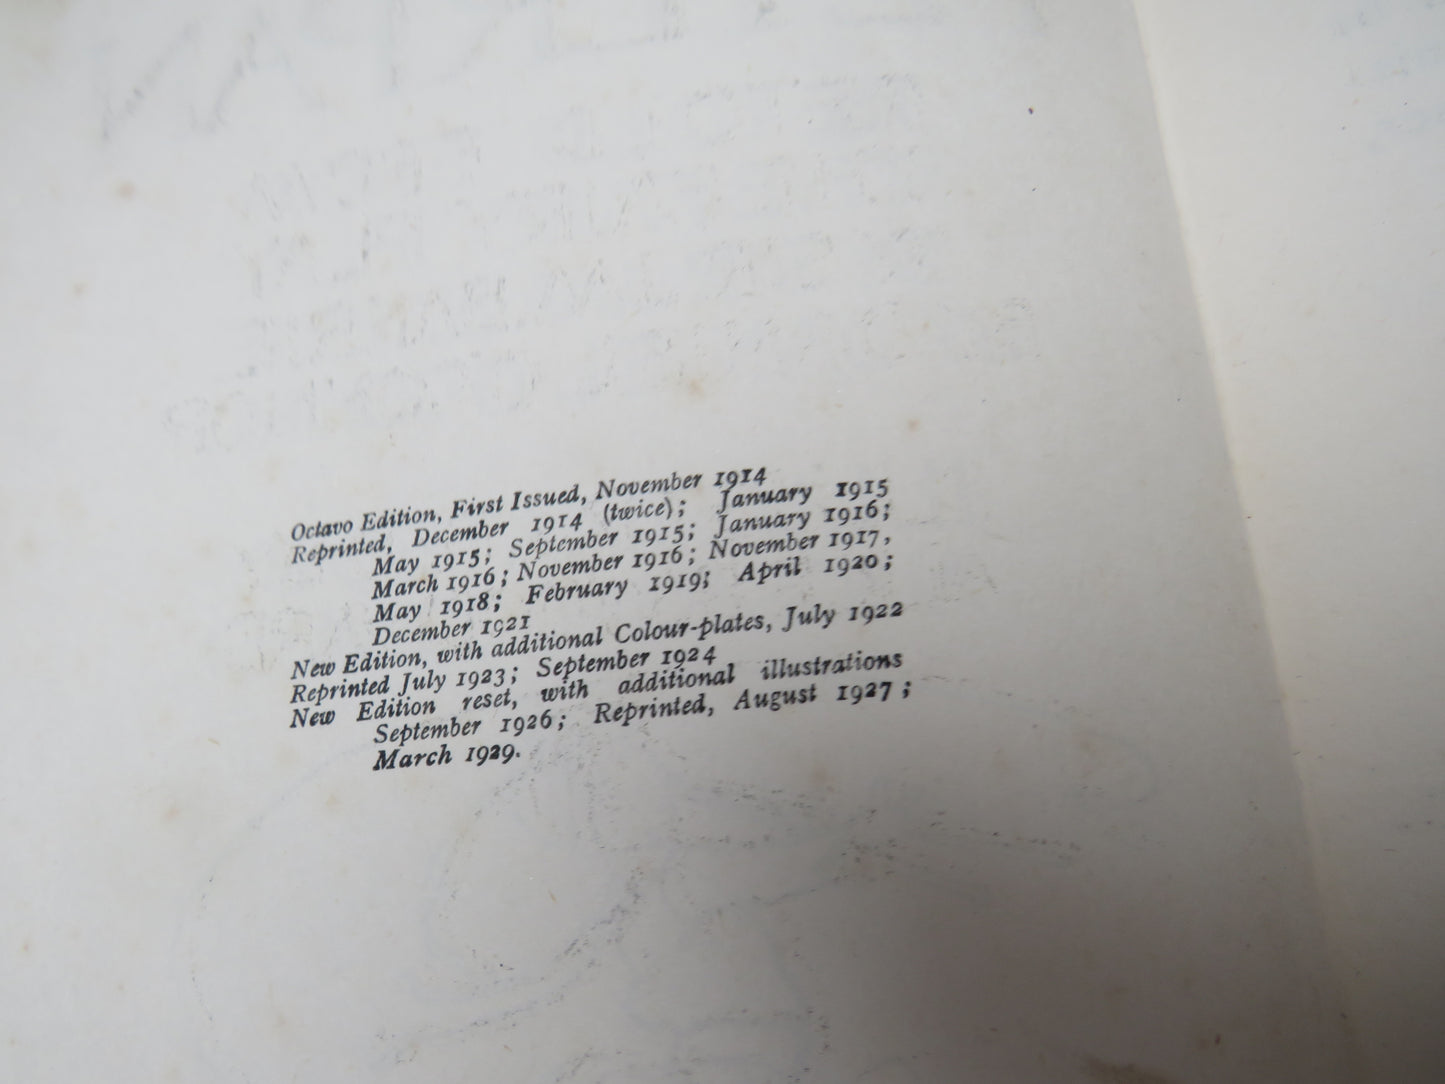 Octavo Edition, First Issued, November 1914
Reprinted, December 1914 (twice); January 1915
May 1915; September 1915; January 1916;
March 1916; November 1916; November 1917,
May 1918; February 1919; April 1920;
December 1921
New Edition, with additional Colour-plates, July 1922
Reprinted July 1923; September 1924
New Edition reset, with additional illustrations
September 1926; Reprinted, August 1927;
March 1929.